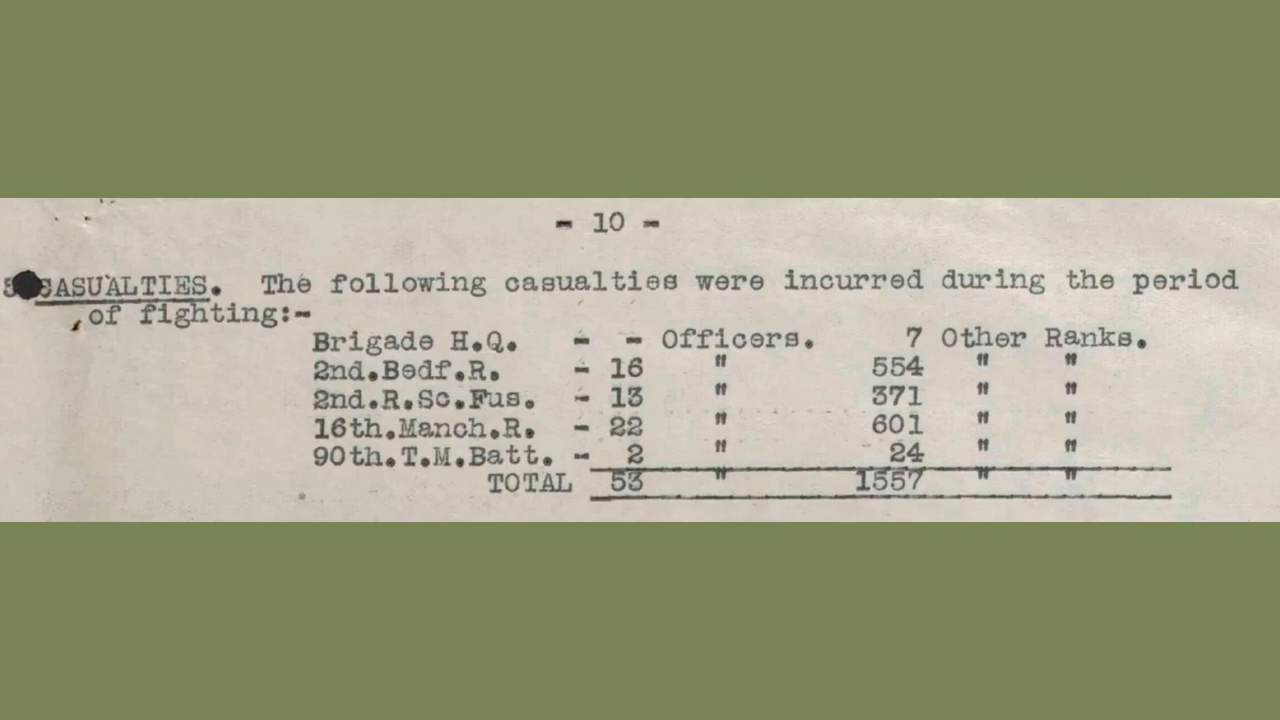 - 10 -
CASUALTIES. The following casualties were incurred during the period
of fighting:-
Brigade H.Q. - - Officers. 7 Other Ranks.
2nd.Bedf.R. - 16 " 554 " "
2nd.R.Sc.Fus. - 13 " 371 " "
16th.Manch.R. - 22 " 601 " "
90th.T.M.Batt. - 2 " 24 " "
TOTAL 53 " 1557 " "